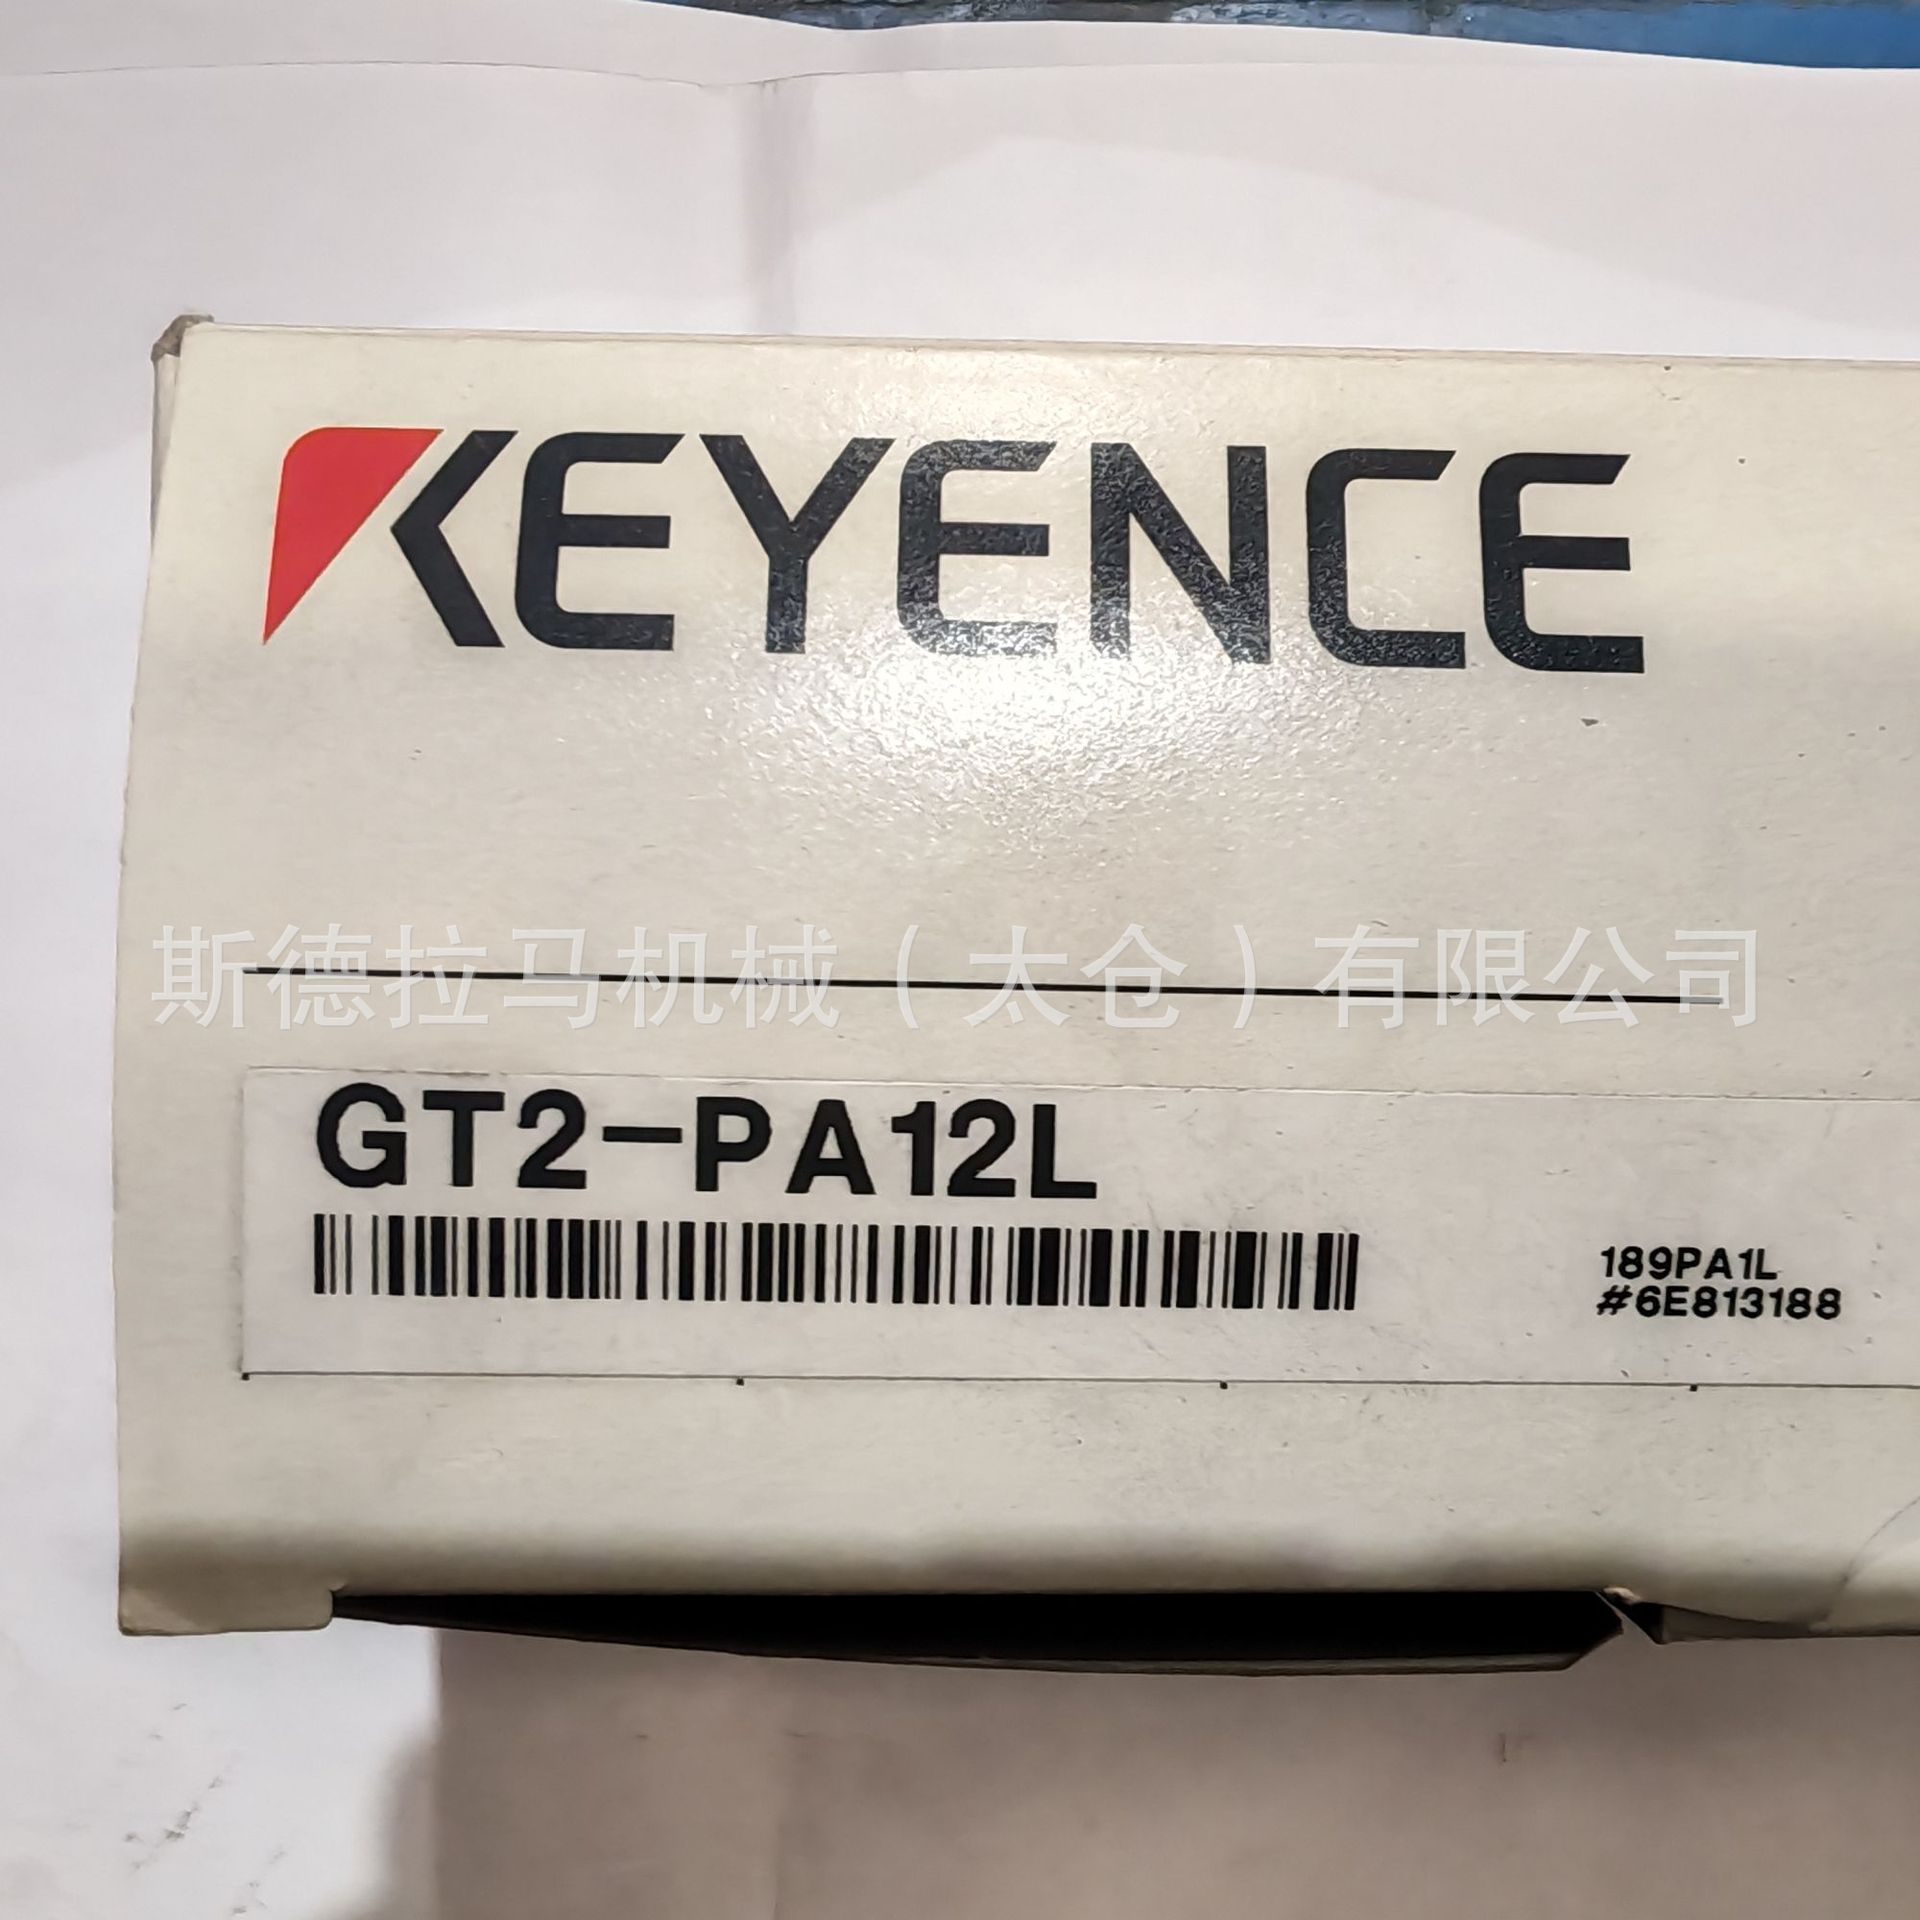 KEYENCE
斯德拉马机械（太仓）有限公司
GT2-PA12L
189PA1L
#6E813188